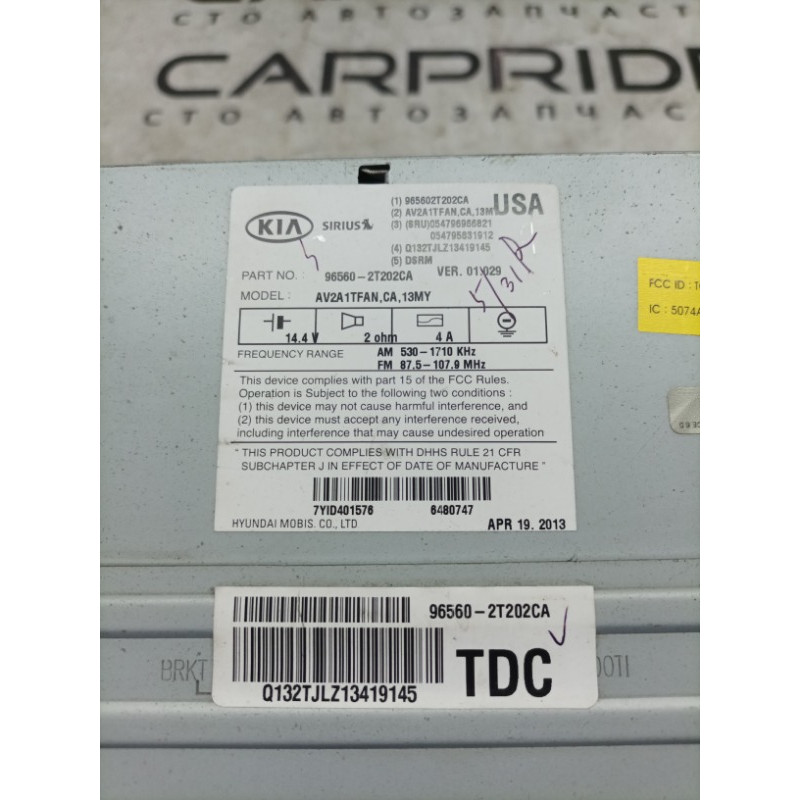 CARPRIDE
СТО АВТОЗАПЧАСТ
CARPRID
СТО АВТОЗАПЧАС
KIA SIRIUS
(1) 965602T202CA
(2) AV2A1TFAN,CA,13M
(3) (SRU)054796966821
054795831912
(4) Q132TJLZ13419145
(5) DSRM
USA
PART NO. : 96560-2T202CA VER. 01.029
MODEL : AV2A1TFAN,CA,13MY
5/31
14.4 V 2 ohm 4 A
FREQUENCY RANGE AM 530-1710 KHz
FM 87.5-107.9 MHz
This device complies with part 15 of the FCC Rules.
Operation is Subject to the following two conditions :
(1) this device may not cause harmful interference, and
(2) this device must accept any interference received,
including interference that may cause undesired operation
" THIS PRODUCT COMPLIES WITH DHHS RULE 21 CFR
SUBCHAPTER J IN EFFECT OF DATE OF MANUFACTURE "
7YID401576 6480747
HYUNDAI MOBIS. CO., LTD APR 19. 2013
FCC ID :
IC : 5074A
96560-2T202CA
TDC
Q132TJLZ13419145
BRKT